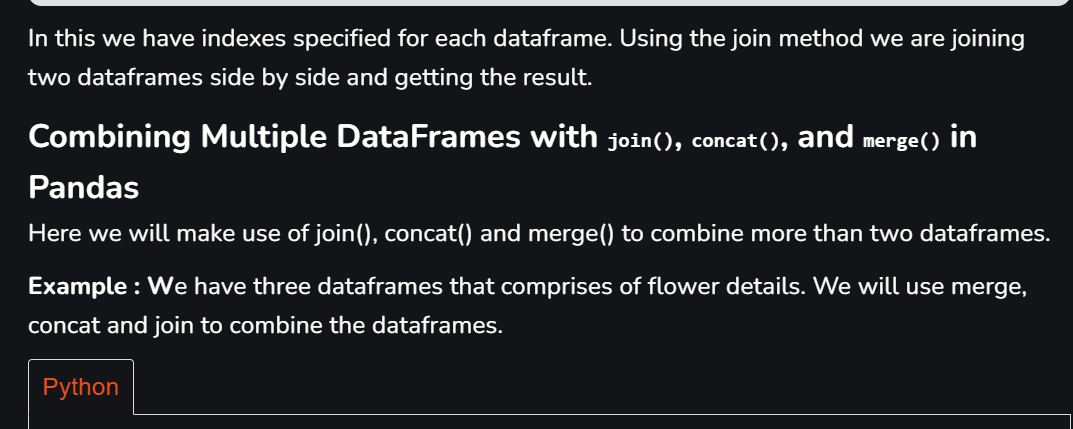 In this we have indexes specified for each dataframe. Using the join method we are joining
two dataframes side by side and getting the result.
Combining Multiple DataFrames with join(), concat(), and merge() in
Pandas
Here we will make use of join(), concat() and merge() to combine more than two dataframes.
Example : We have three dataframes that comprises of flower details. We will use merge,
concat and join to combine the dataframes.
Python